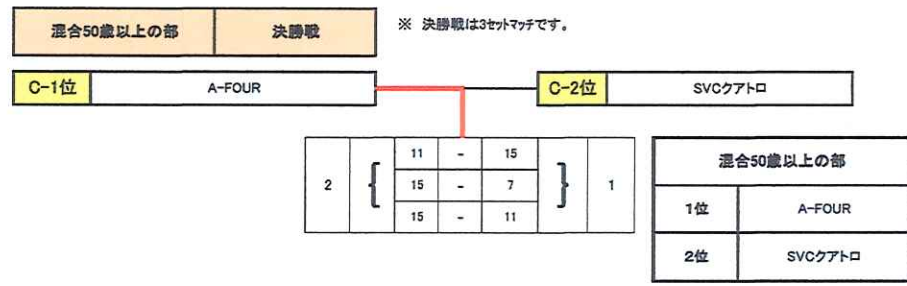 混合50歳以上の部 決勝戦 ※ 決勝戦は3セットマッチです。
C-1位 A-FOUR C-2位 SVCクアトロ
11 - 15
2 { 15 - 7 } 1
15 - 11
混合50歳以上の部
1位 A-FOUR
2位 SVCクアトロ